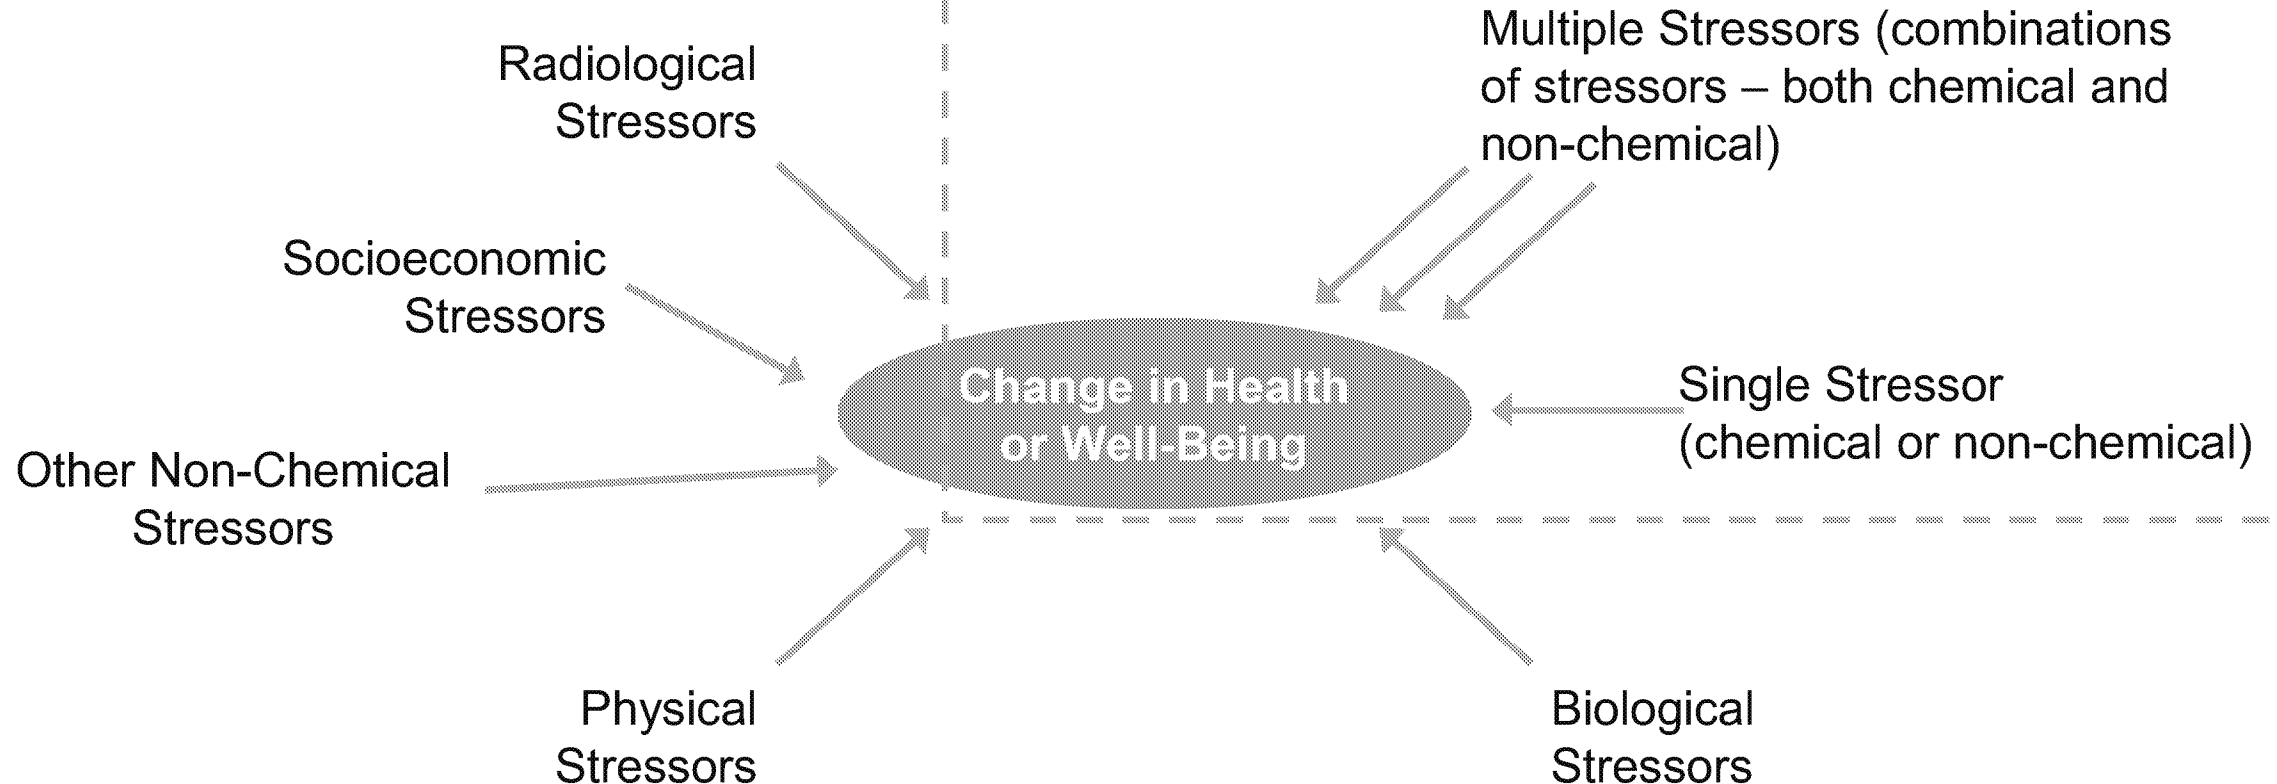 Radiological
Stressors
Multiple Stressors (combinations
of stressors – both chemical and
non-chemical)
Socioeconomic
Stressors
Change in Health
or Well-Being
Single Stressor
(chemical or non-chemical)
Other Non-Chemical
Stressors
Physical
Stressors
Biological
Stressors